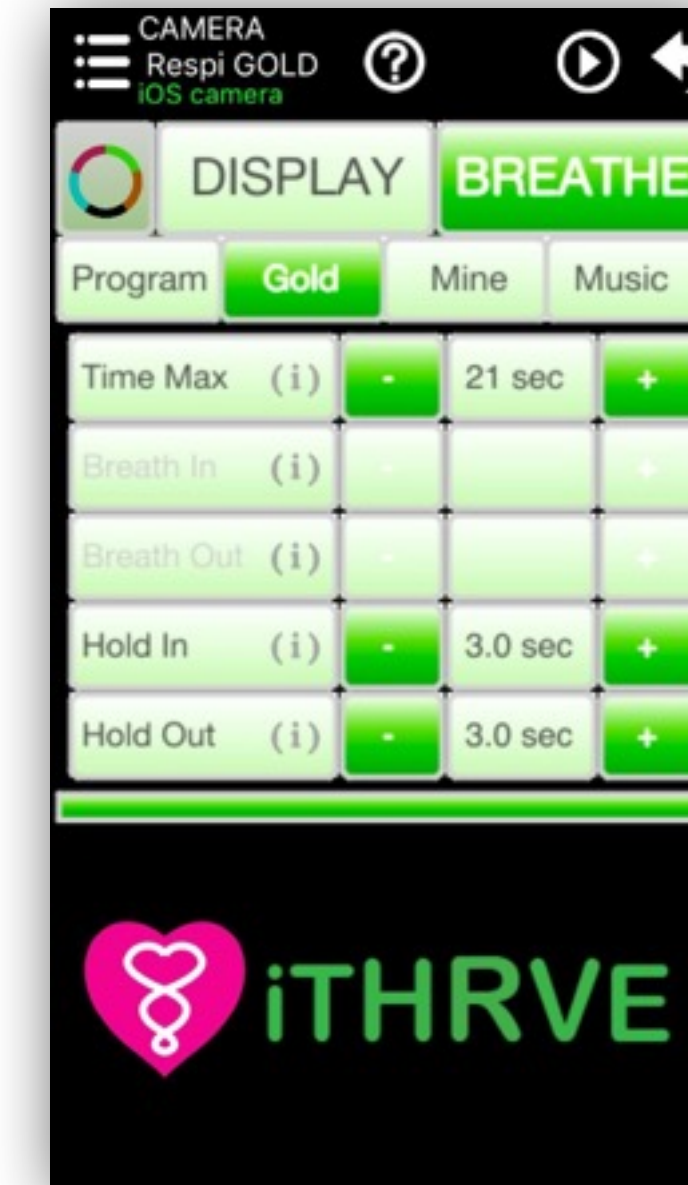 CAMERA
Respi GOLD
iOS camera
?
DISPLAY BREATHE
Program Gold Mine Music
Time Max (i) - 21 sec +
Breath In (i) - +
Breath Out (i) - +
Hold In (i) - 3.0 sec +
Hold Out (i) - 3.0 sec +
iTHRVE